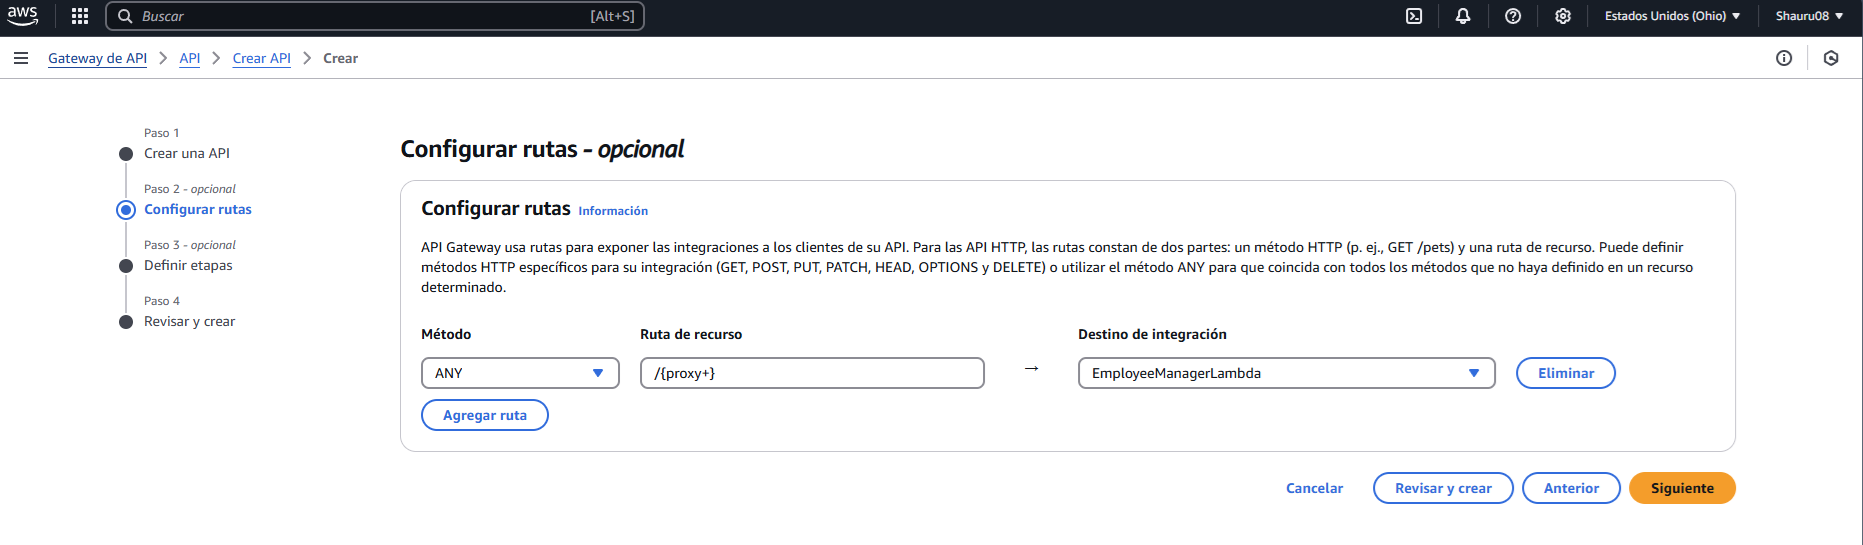 aws
Buscar
[Alt+S]
Estados Unidos (Ohio)
Shauru08
Gateway de API
API
Crear API
Crear
Paso 1
Crear una API
Paso 2 - opcional
Configurar rutas
Paso 3 - opcional
Definir etapas
Paso 4
Revisar y crear
Configurar rutas - opcional
Configurar rutas Información
API Gateway usa rutas para exponer las integraciones a los clientes de su API. Para las API HTTP, las rutas constan de dos partes: un método HTTP (p. ej., GET /pets) y una ruta de recurso. Puede definir
métodos HTTP específicos para su integración (GET, POST, PUT, PATCH, HEAD, OPTIONS y DELETE) o utilizar el método ANY para que coincida con todos los métodos que no haya definido en un recurso
determinado.
Método
Ruta de recurso
Destino de integración
ANY
/{proxy+}
→
EmployeeManagerLambda
Eliminar
Agregar ruta
Cancelar
Revisar y crear
Anterior
Siguiente